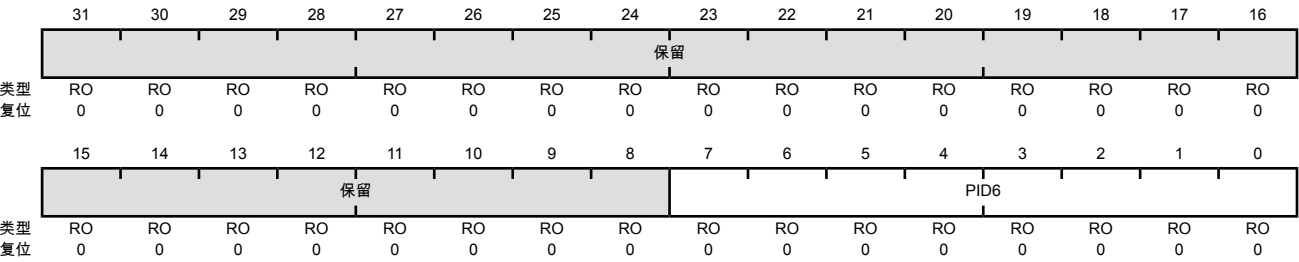 31 30 29 28 27 26 25 24 23 22 21 20 19 18 17 16
保留
类型 RO RO RO RO RO RO RO RO RO RO RO RO RO RO RO RO
复位 0 0 0 0 0 0 0 0 0 0 0 0 0 0 0 0
15 14 13 12 11 10 9 8 7 6 5 4 3 2 1 0
保留 PID6
类型 RO RO RO RO RO RO RO RO RO RO RO RO RO RO RO RO
复位 0 0 0 0 0 0 0 0 0 0 0 0 0 0 0 0